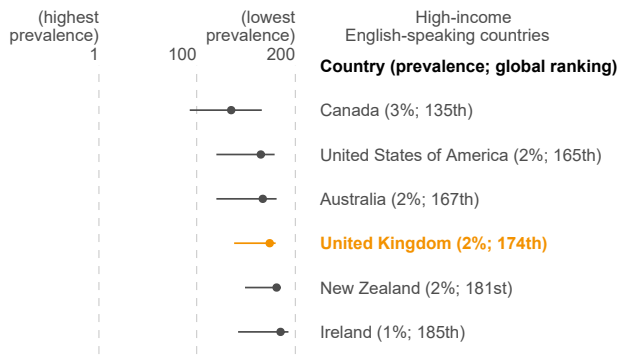 (highest prevalence)
1
100
(lowest prevalence)
200
High-income
English-speaking countries
Country (prevalence; global ranking)
Canada (3%; 135th)
United States of America (2%; 165th)
Australia (2%; 167th)
United Kingdom (2%; 174th)
New Zealand (2%; 181st)
Ireland (1%; 185th)